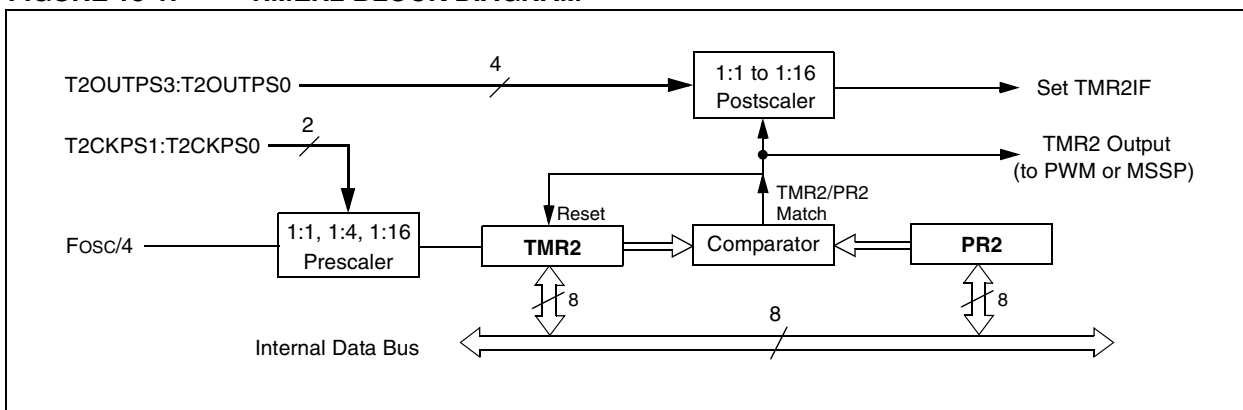 FIGURE
TIMER2 BLOCK DIAGRAM
T2OUTPS3:T2OUTPS0
4
1:1 to 1:16
Postscaler
Set TMR2IF
T2CKPS1:T2CKPS0
2
TMR2 Output
(to PWM or MSSP)
TMR2/PR2
Match
Reset
FOSC/4
1:1, 1:4, 1:16
Prescaler
TMR2
Comparator
PR2
8
8
8
Internal Data Bus